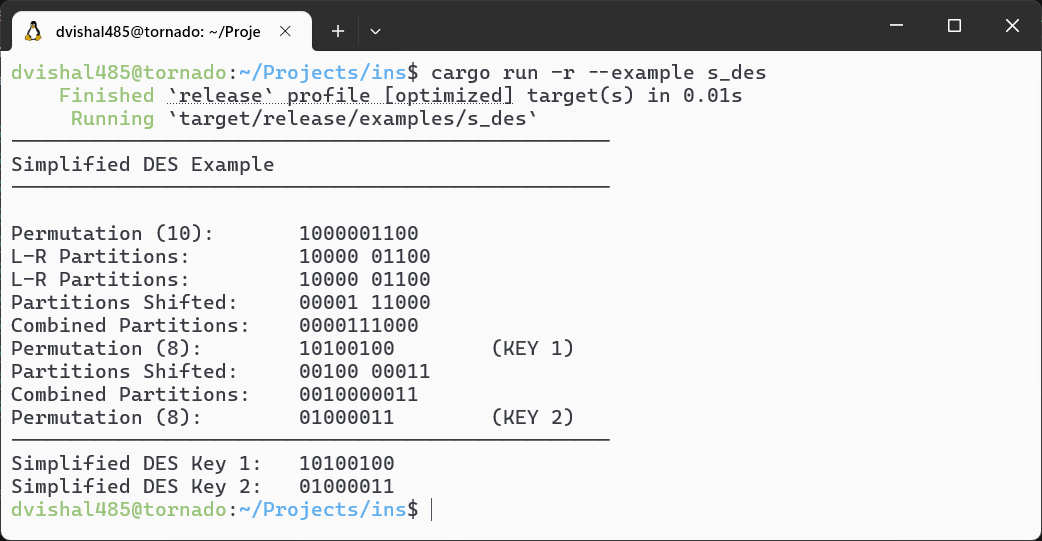 dvishal485@tornado: ~/Proje
dvishal485@tornado:~/Projects/ins$ cargo run -r --example s_des
    Finished `release` profile [optimized] target(s) in 0.01s
     Running `target/release/examples/s_des`
Simplified DES Example
Permutation (10):       1000001100
L-R Partitions:         10000 01100
L-R Partitions:         10000 01100
Partitions Shifted:     00001 11000
Combined Partitions:    0000111000
Permutation (8):        10100100        (KEY 1)
Partitions Shifted:     00100 00011
Combined Partitions:    0010000011
Permutation (8):        01000011        (KEY 2)
Simplified DES Key 1:   10100100
Simplified DES Key 2:   01000011
dvishal485@tornado:~/Projects/ins$